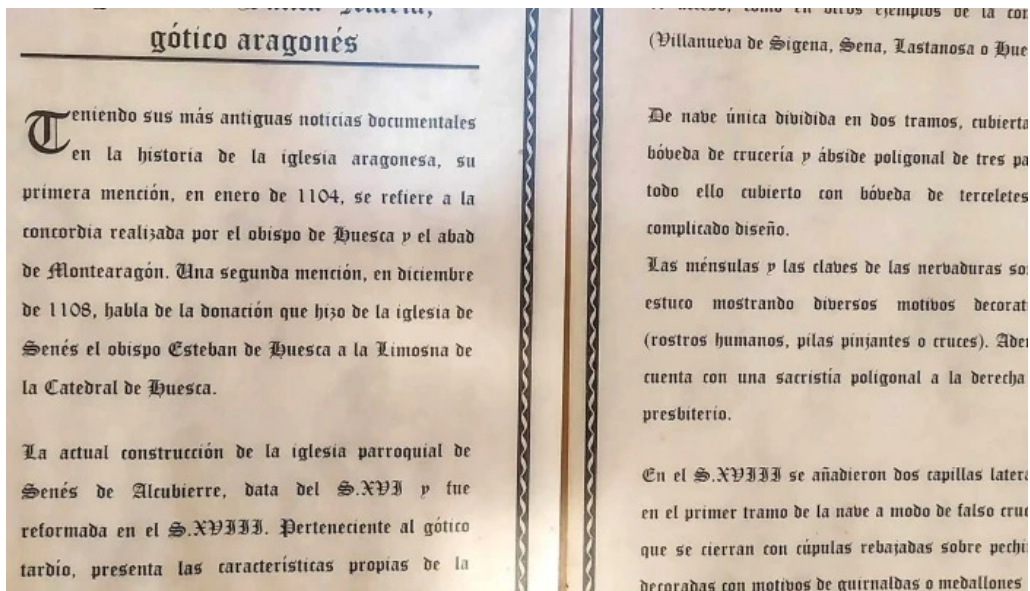 gótico aragonés
Teniendo sus más antiguas noticias documentales
en la historia de la iglesia aragonesa, su
primera mención, en enero de 1104, se refiere a la
concordia realizada por el obispo de Huesca y el abad
de Montearagón. Una segunda mención, en diciembre
de 1108, habla de la donación que hizo de la iglesia de
Senés el obispo Esteban de Huesca a la Limosna de
la Catedral de Huesca.
La actual construcción de la iglesia parroquial de
Senés de Alcubierre, data del S.XVI y fue
reformada en el S.XVIII. Perteneciente al gótico
tardío, presenta las características propias de la
como en otros ejemplos de la
(Villanueva de Sigena, Sena, Lastanosa o
De nave única dividida en dos tramos, cubierta
bóveda de crucería y ábside poligonal de tres
todo ello cubierto con bóveda de terceletes
complicado diseño.
Las ménsulas y las claves de las nervaduras
estuco mostrando diversos motivos
(rostros humanos, pilas pinjantes o cruces).
cuenta con una sacristía poligonal a la derecha
presbiterio.
En el S.XVIII se añadieron dos capillas
en el primer tramo de la nave a modo de falso
que se cierran con cúpulas rebajadas sobre
decoradas con motivos de guirnaldas o medallones